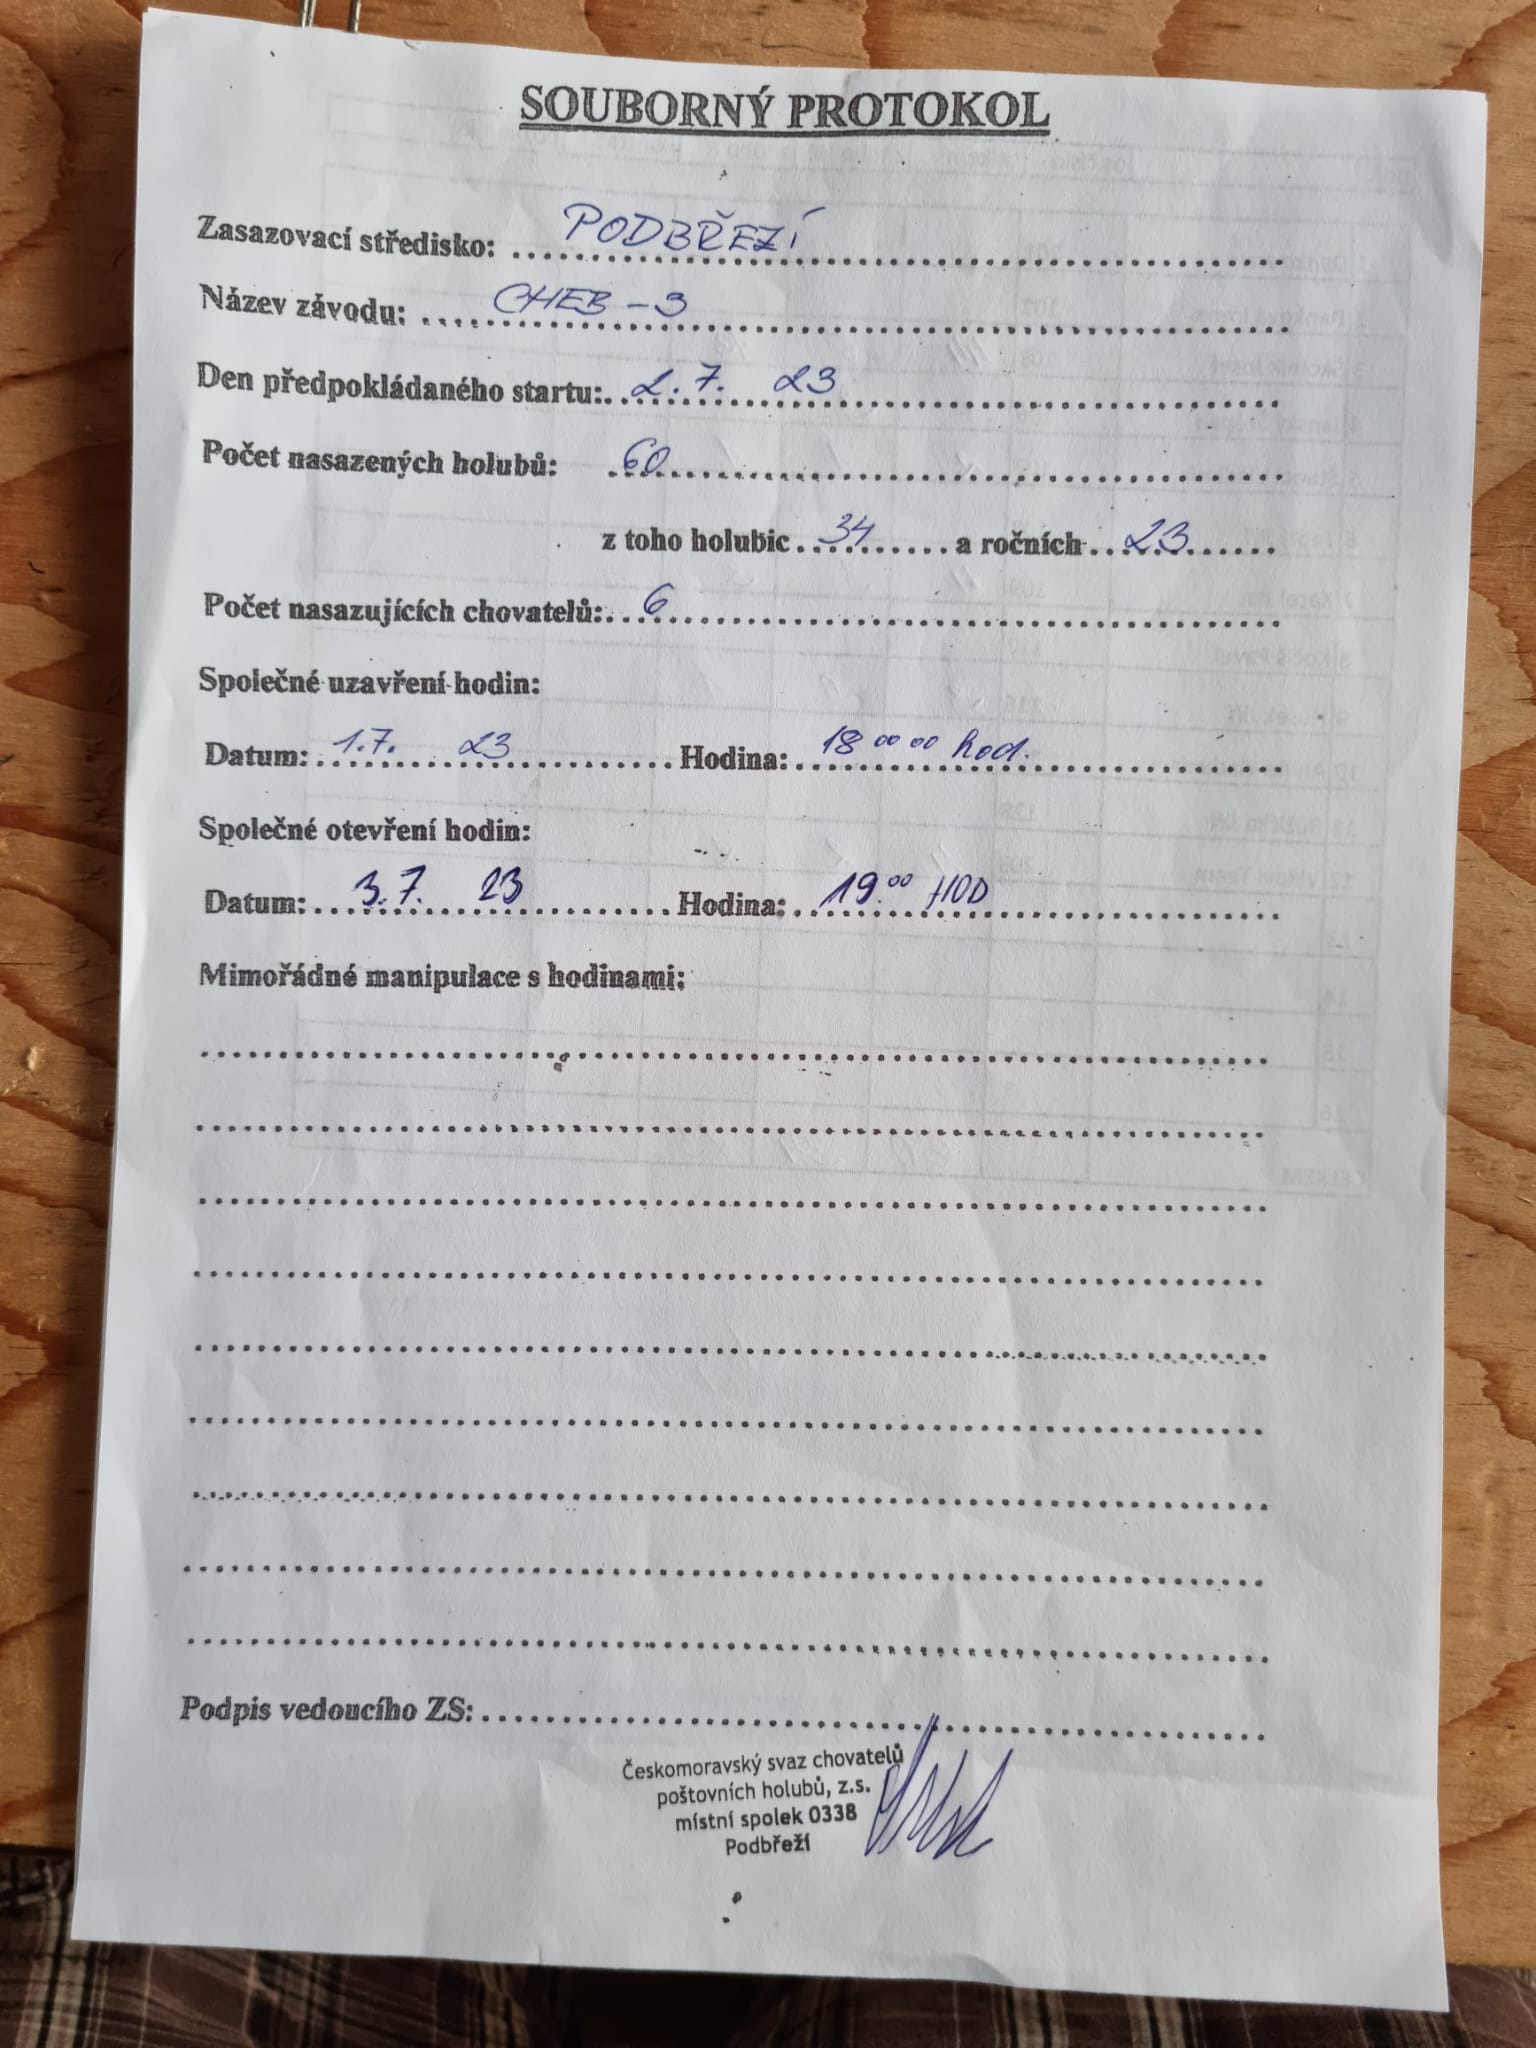 SOUBORNÝ PROTOKOL
Zasazovací středisko: PODBŘEZÍ
Název závodu: CHEB - 3
Den předpokládaného startu: 2. 7. 23
Počet nasazených holubů: 60
z toho holubic 34 a ročních 23
Počet nasazujících chovatelů: 6
Společné uzavření hodin:
Datum: 1.7. 23 Hodina: 18 00 00 hod.
Společné otevření hodin:
Datum: 3.7. 23 Hodina: 19.00 HOD
Mimořádné manipulace s hodinami:
Podpis vedoucího ZS:
Českomoravský svaz chovatelů
poštovních holubů, z.s.
místní spolek 0338
Podbřeží